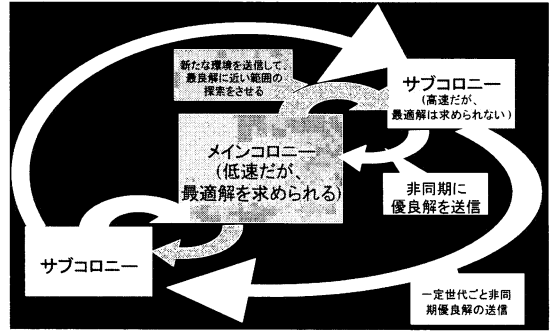 新たな環境を送信して、
最良解に近い範囲の
探索をさせる
サブコロニー
(高速だが、
最適解は求められない)
メインコロニー
(低速だが、
最適解を求められる)
非同期に
優良解を送信
サブコロニー
一定世代ごと非同
期優良解の送信